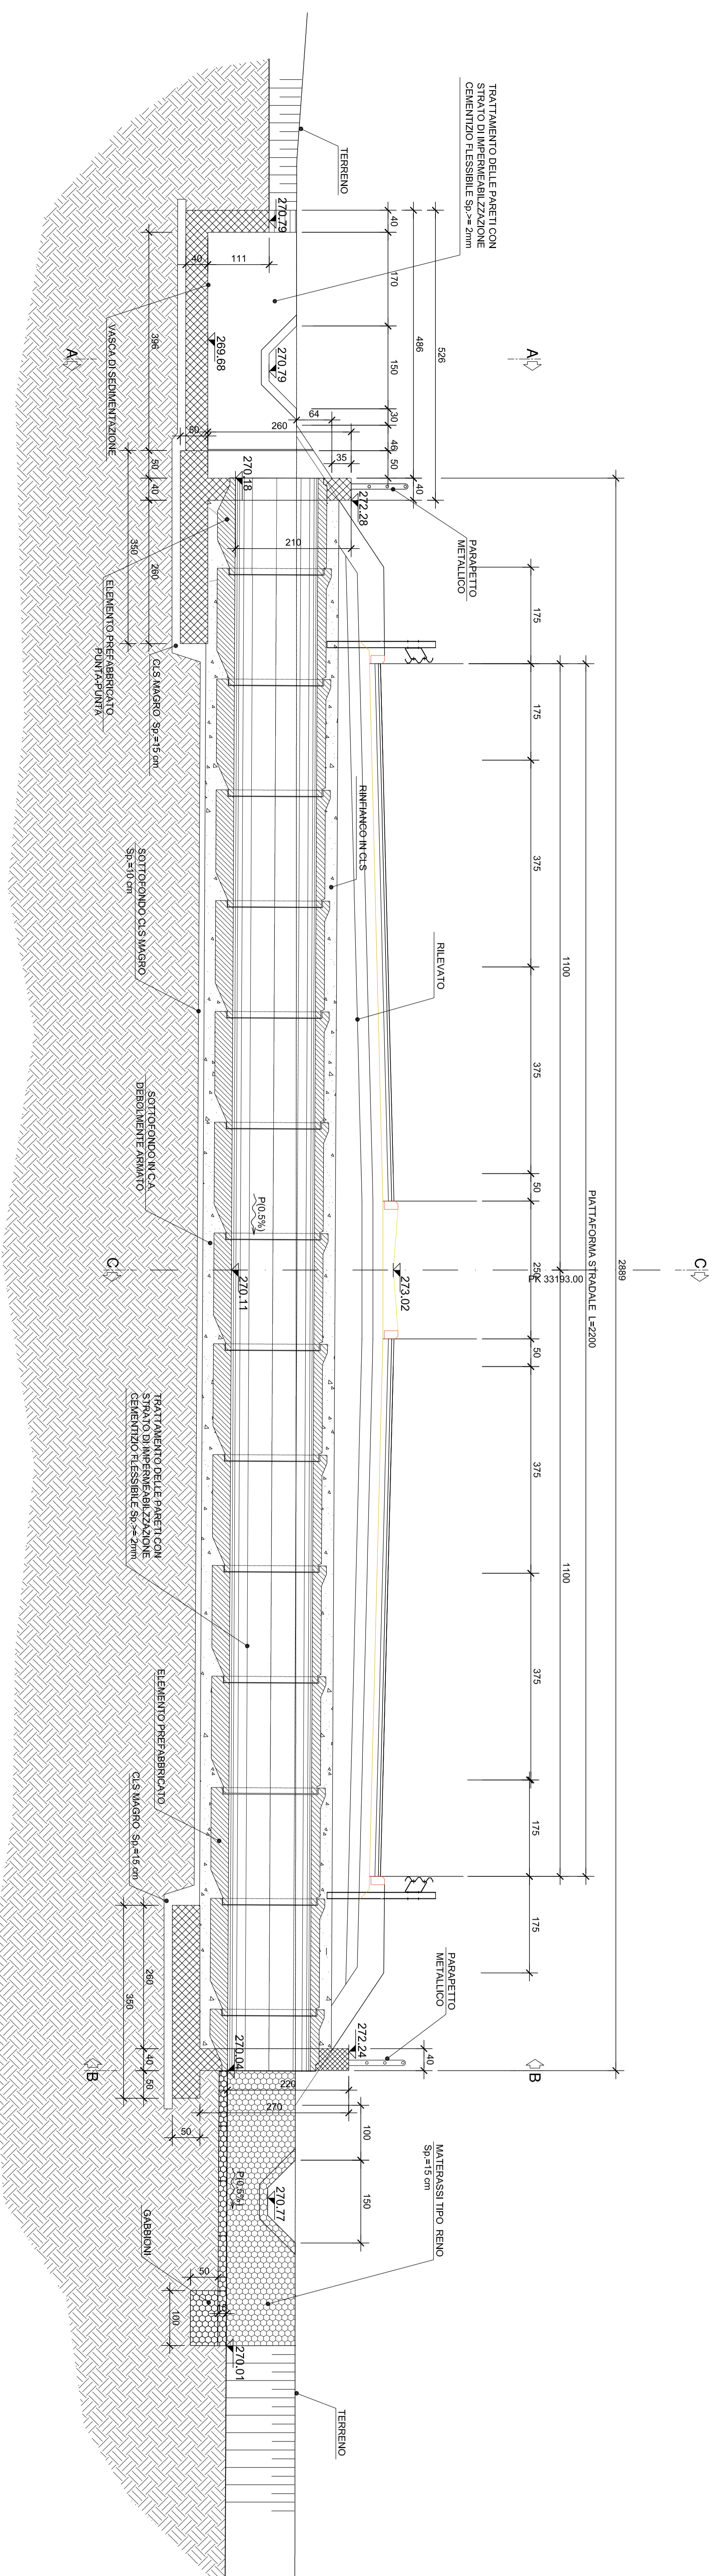 TRATTAMENTO DELLE PARETI CON
STRATO DI IMPERMEABILZZAZIONE
CEMENTIZIO FLESSIBILE Sp.>= 2mm
TERRENO
270.79
40
170
486
526
150
30
46
50
40
40
111
396
A
A
269.68
270.79
64
260
35
60
VASCA DI SEDIMENTAZIONE
50
40
350
260
270.18
272.28
210
PARAPETTO
METALLICO
ELEMENTO PREFABBRICATO
PUNTA-PUNTA
CLS MAGRO  Sp.=15 cm
175
175
375
1100
375
50
250
50
375
1100
375
175
175
PIATTAFORMA STRADALE  L=2200
2889
PK 33193.00
RINFIANCO IN CLS
RILEVATO
SOTTOFONDO CLS MAGRO
Sp.=10 cm
SOTTOFONDO IN C.A.
DEBOLMENTE ARMATO
P(0.5%)
C
C
270.11
273.02
TRATTAMENTO DELLE PARETI CON
STRATO DI IMPERMEABILZZAZIONE
CEMENTIZIO FLESSIBILE Sp.>= 2mm
ELEMENTO PREFABBRICATO
CLS MAGRO  Sp.=15 cm
260
350
40
50
PARAPETTO
METALLICO
272.24
40
270.04
B
B
220
270
50
100
150
MATERASSI TIPO  RENO
Sp.=15 cm
P(0.5%)
270.77
GABBIONI
50
100
270.01
TERRENO